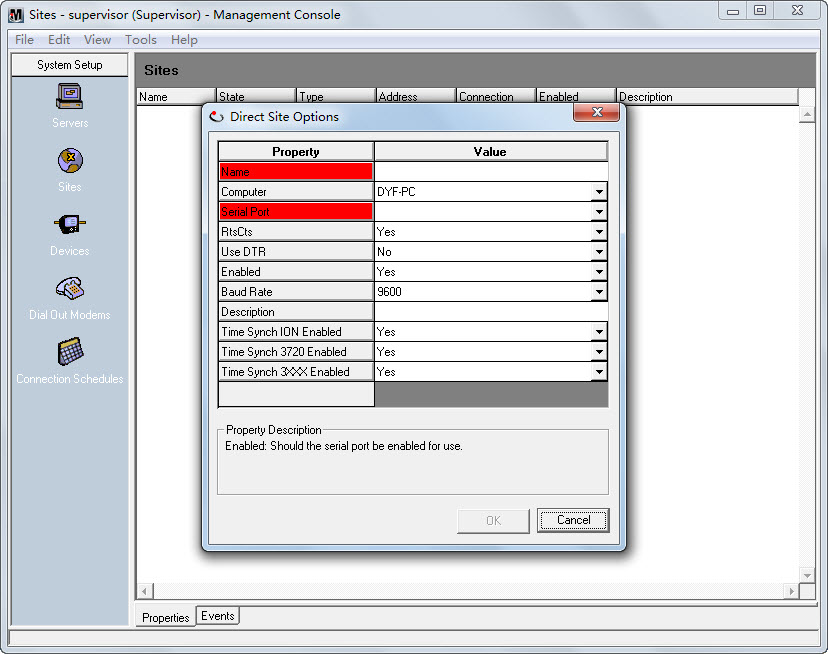 Sites - supervisor (Supervisor) - Management Console
File Edit View Tools Help
System Setup
Servers
Sites
Devices
Dial Out Modems
Connection Schedules
Sites
Name State Type Address Connection Enabled Description
Direct Site Options
Property Value
Name
Computer DYF-PC
Serial Port
RtsCts Yes
Use DTR No
Enabled Yes
Baud Rate 9600
Description
Time Synch ION Enabled Yes
Time Synch 3720 Enabled Yes
Time Synch 3XXX Enabled Yes
Property Description
Enabled: Should the serial port be enabled for use.
OK Cancel
Properties Events